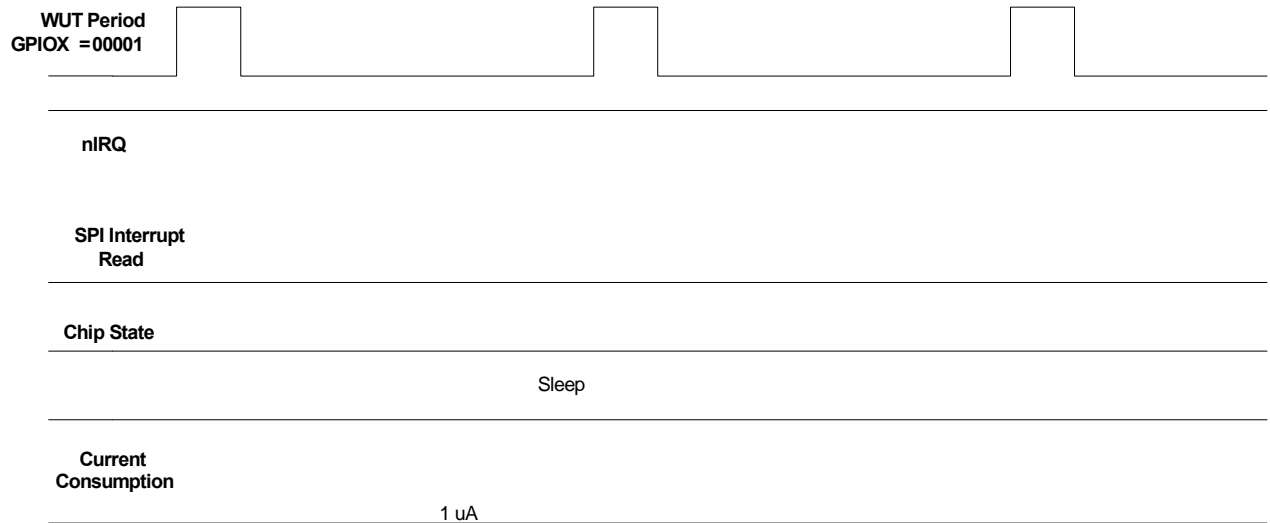 WUT Period
GPIOX =00001
nIRQ
SPI Interrupt
Read
Chip State
Sleep
Current
Consumption
1 uA